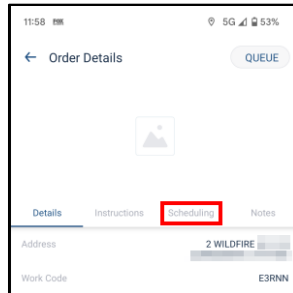 11:58 5G 53%
Order Details QUEUE
Details Instructions Scheduling Notes
Address 2 WILDFIRE
Work Code E3RNN